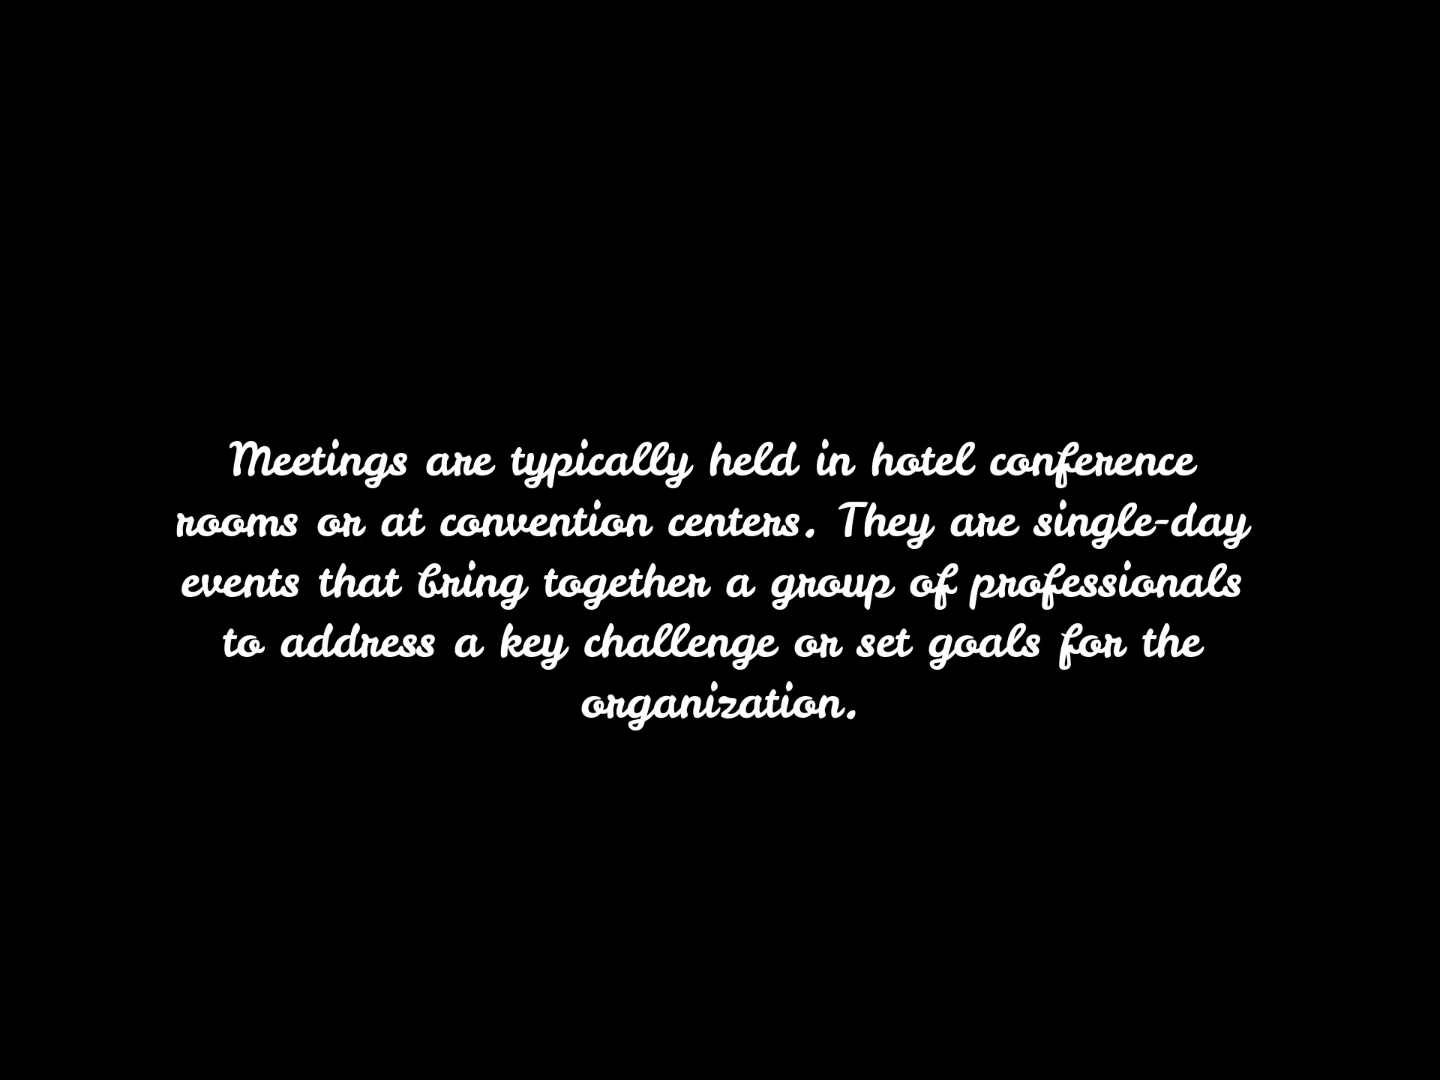 Meetings are typically held in hotel conference
rooms or at convention centers. They are single-day
events that bring together a group of professionals
to address a key challenge or set goals for the
organization.